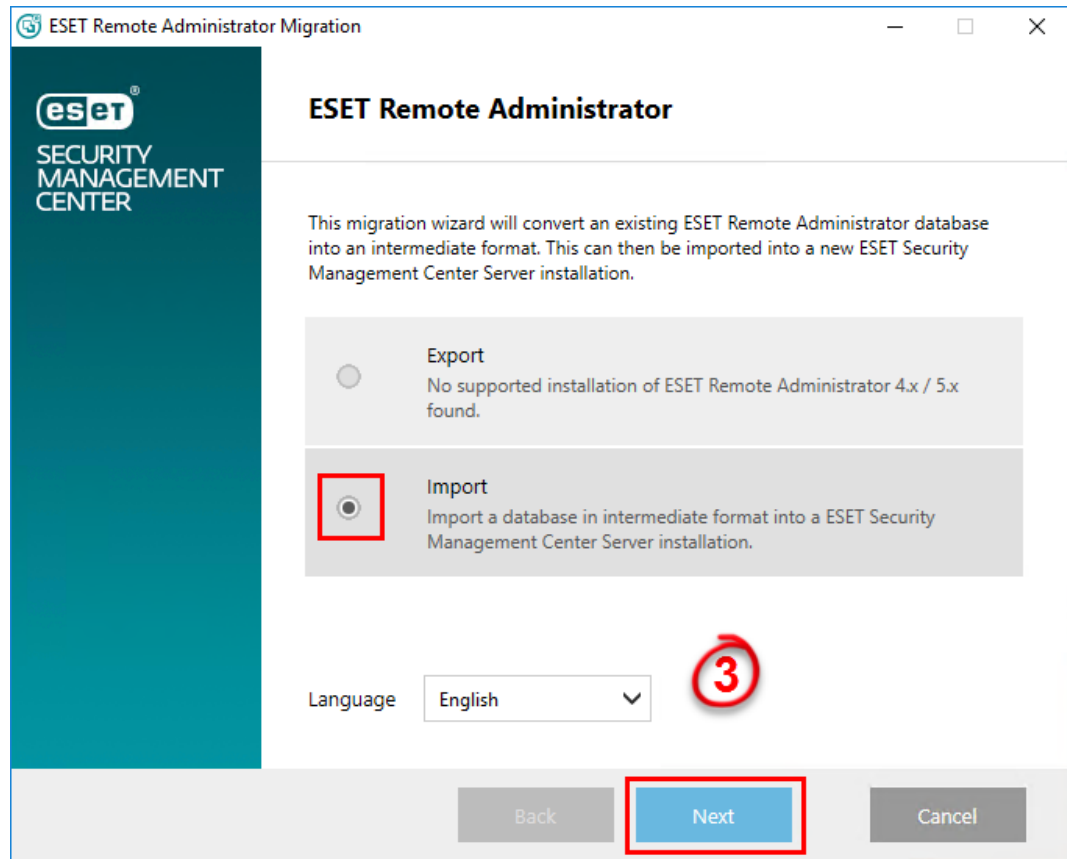 ESET Remote Administrator Migration
eset®
SECURITY
MANAGEMENT
CENTER
ESET Remote Administrator
This migration wizard will convert an existing ESET Remote Administrator database
into an intermediate format. This can then be imported into a new ESET Security
Management Center Server installation.
Export
No supported installation of ESET Remote Administrator 4.x / 5.x
found.
Import
Import a database in intermediate format into a ESET Security
Management Center Server installation.
Language English
3
Back Next Cancel